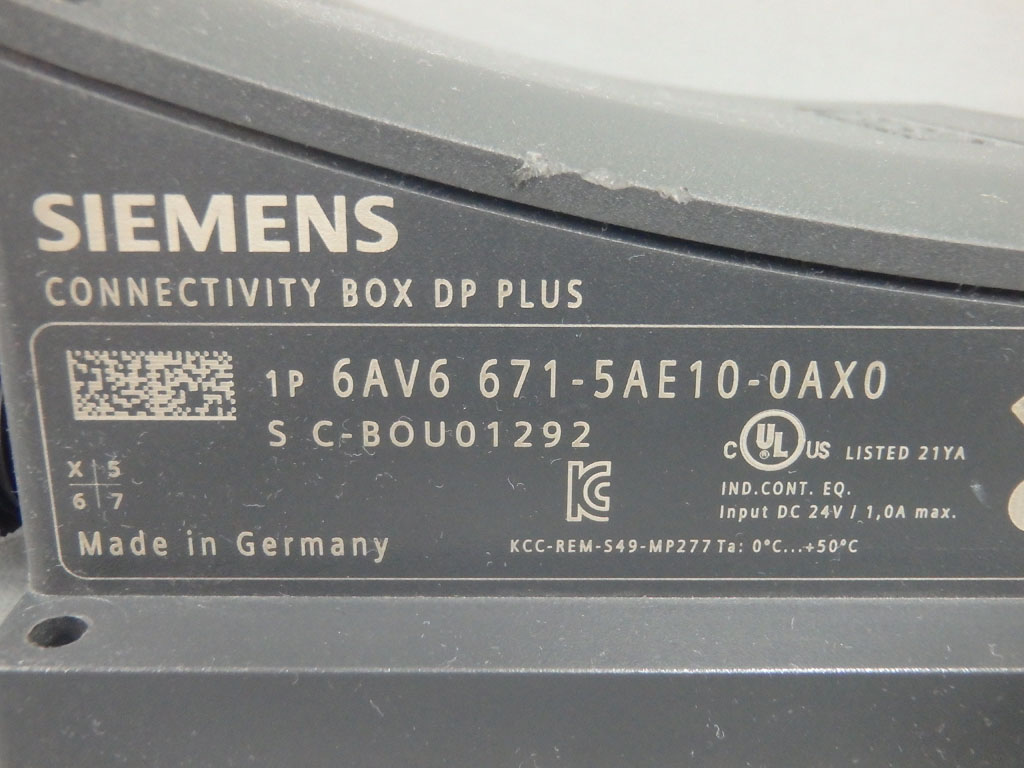 SIEMENS
CONNECTIVITY BOX DP PLUS
1P 6AV6 671-5AE10-0AX0
S C-BOU01292
C UL US LISTED 21YA
X 5
6 7
KC
IND.CONT. EQ.
Input DC 24V / 1,0A max.
Made in Germany
KCC-REM-S49-MP277 Ta: 0°C...+50°C